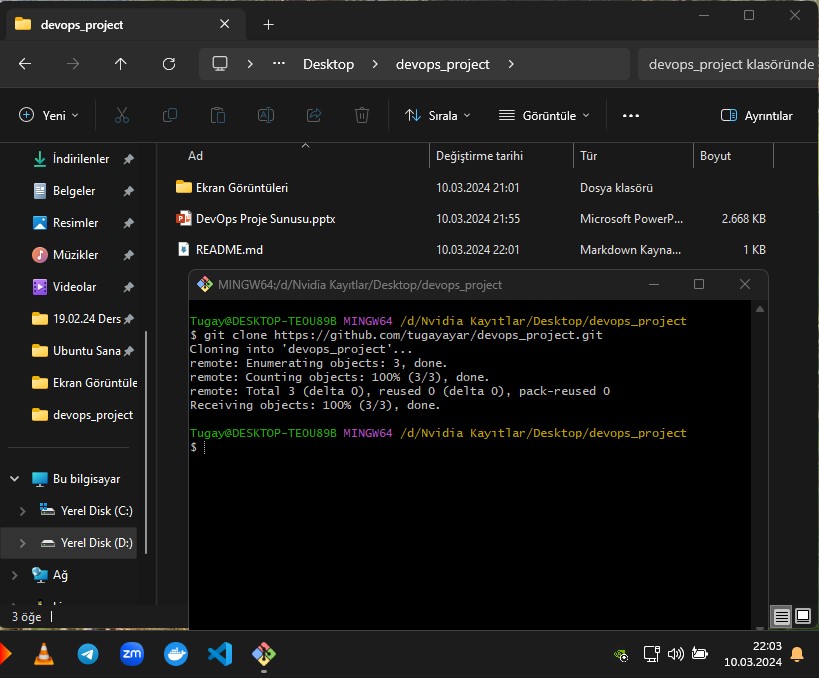 devops_project
Desktop
devops_project
devops_project klasöründe
Yeni
Sırala
Görüntüle
Ayrıntılar
İndirilenler
Belgeler
Resimler
Müzikler
Videolar
19.02.24 Ders
Ubuntu Sana
Ekran Görüntüle
devops_project
Bu bilgisayar
Yerel Disk (C:)
Yerel Disk (D:)
Ağ
3 öğe
Ad Değiştirme tarihi Tür Boyut
Ekran Görüntüleri 10.03.2024 21:01 Dosya klasörü
DevOps Proje Sunusu.pptx 10.03.2024 21:55 Microsoft PowerP... 2.668 KB
README.md 10.03.2024 22:01 Markdown Kayna... 1 KB
MINGW64:/d/Nvidia Kayıtlar/Desktop/devops_project
Tugay@DESKTOP-TEOU89B MINGW64 /d/Nvidia Kayıtlar/Desktop/devops_project
$ git clone https://github.com/tugayayar/devops_project.git
Cloning into 'devops_project'...
remote: Enumerating objects: 3, done.
remote: Counting objects: 100% (3/3), done.
remote: Total 3 (delta 0), reused 0 (delta 0), pack-reused 0
Receiving objects: 100% (3/3), done.
Tugay@DESKTOP-TEOU89B MINGW64 /d/Nvidia Kayıtlar/Desktop/devops_project
$
zm
22:03
10.03.2024